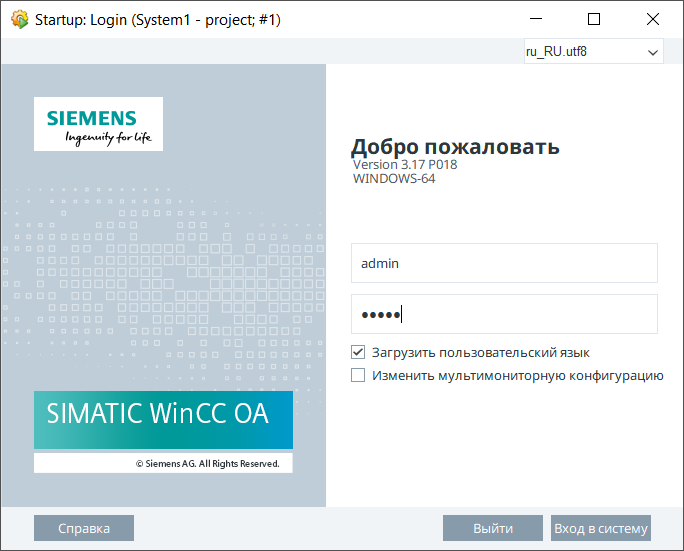 Startup: Login (System1 - project; #1)
ru_RU.utf8
SIEMENS
Ingenuity for life
Добро пожаловать
Version 3.17 P018
WINDOWS-64
admin
●●●●●
Загрузить пользовательский язык
Изменить мультимониторную конфигурацию
SIMATIC WinCC OA
© Siemens AG. All Rights Reserved.
Справка
Выйти
Вход в систему